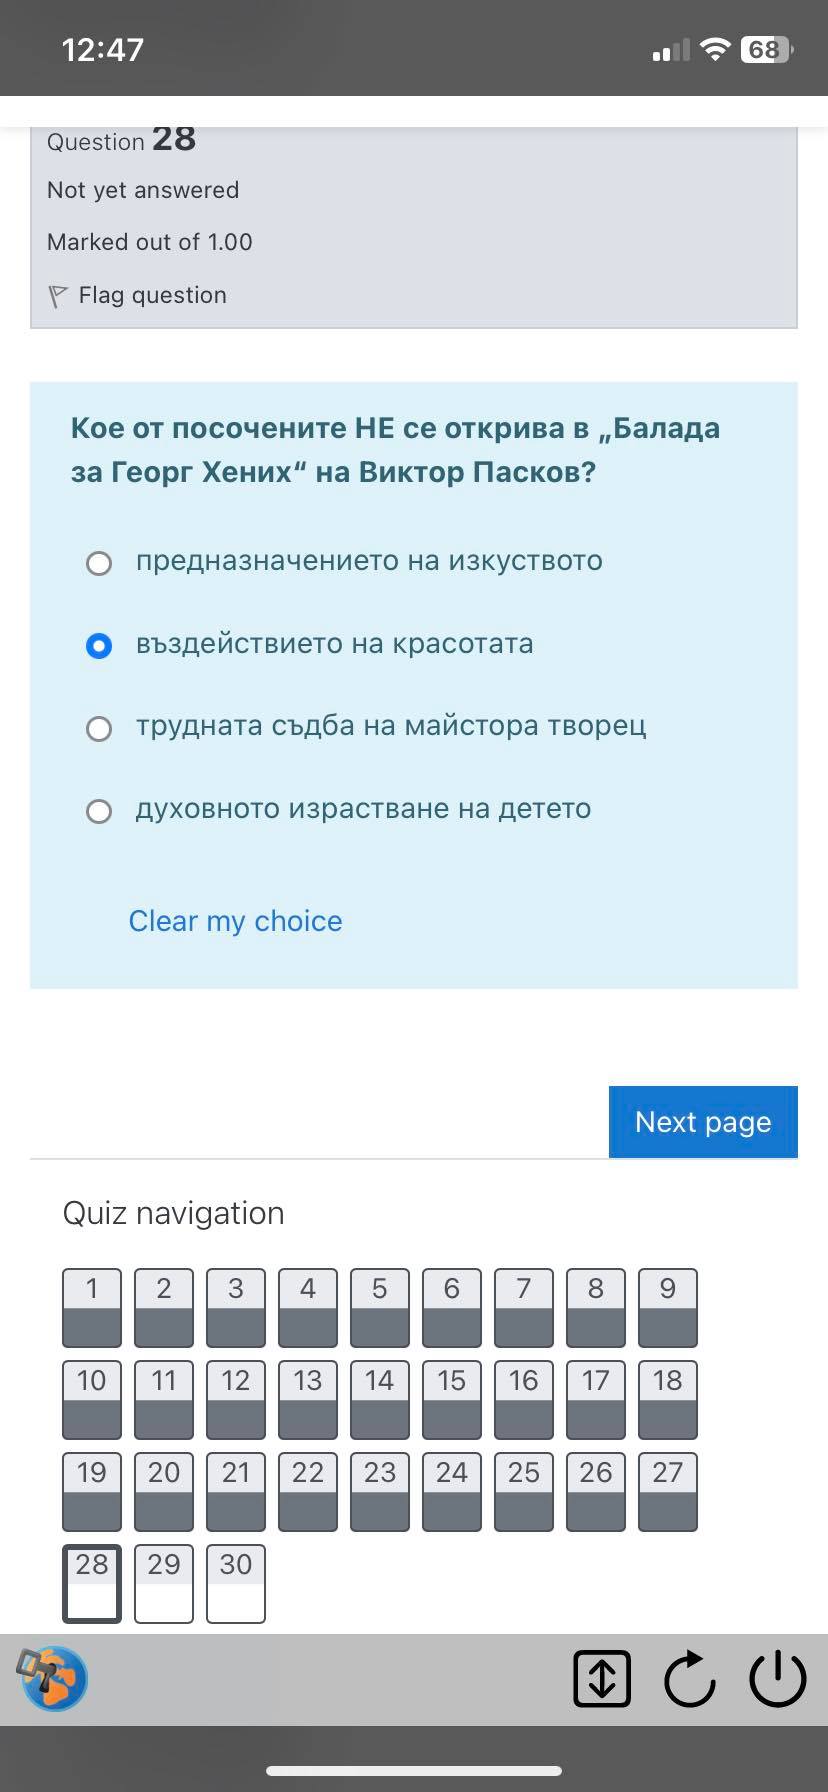 12:47
68
Question 28
Not yet answered
Marked out of 1.00
Flag question
Кое от посочените НЕ се открива в „Балада
за Георг Хених“ на Виктор Пасков?
предназначението на изкуството
въздействието на красотата
трудната съдба на майстора творец
духовното израстване на детето
Clear my choice
Next page
Quiz navigation
1 2 3 4 5 6 7 8 9
10 11 12 13 14 15 16 17 18
19 20 21 22 23 24 25 26 27
28 29 30